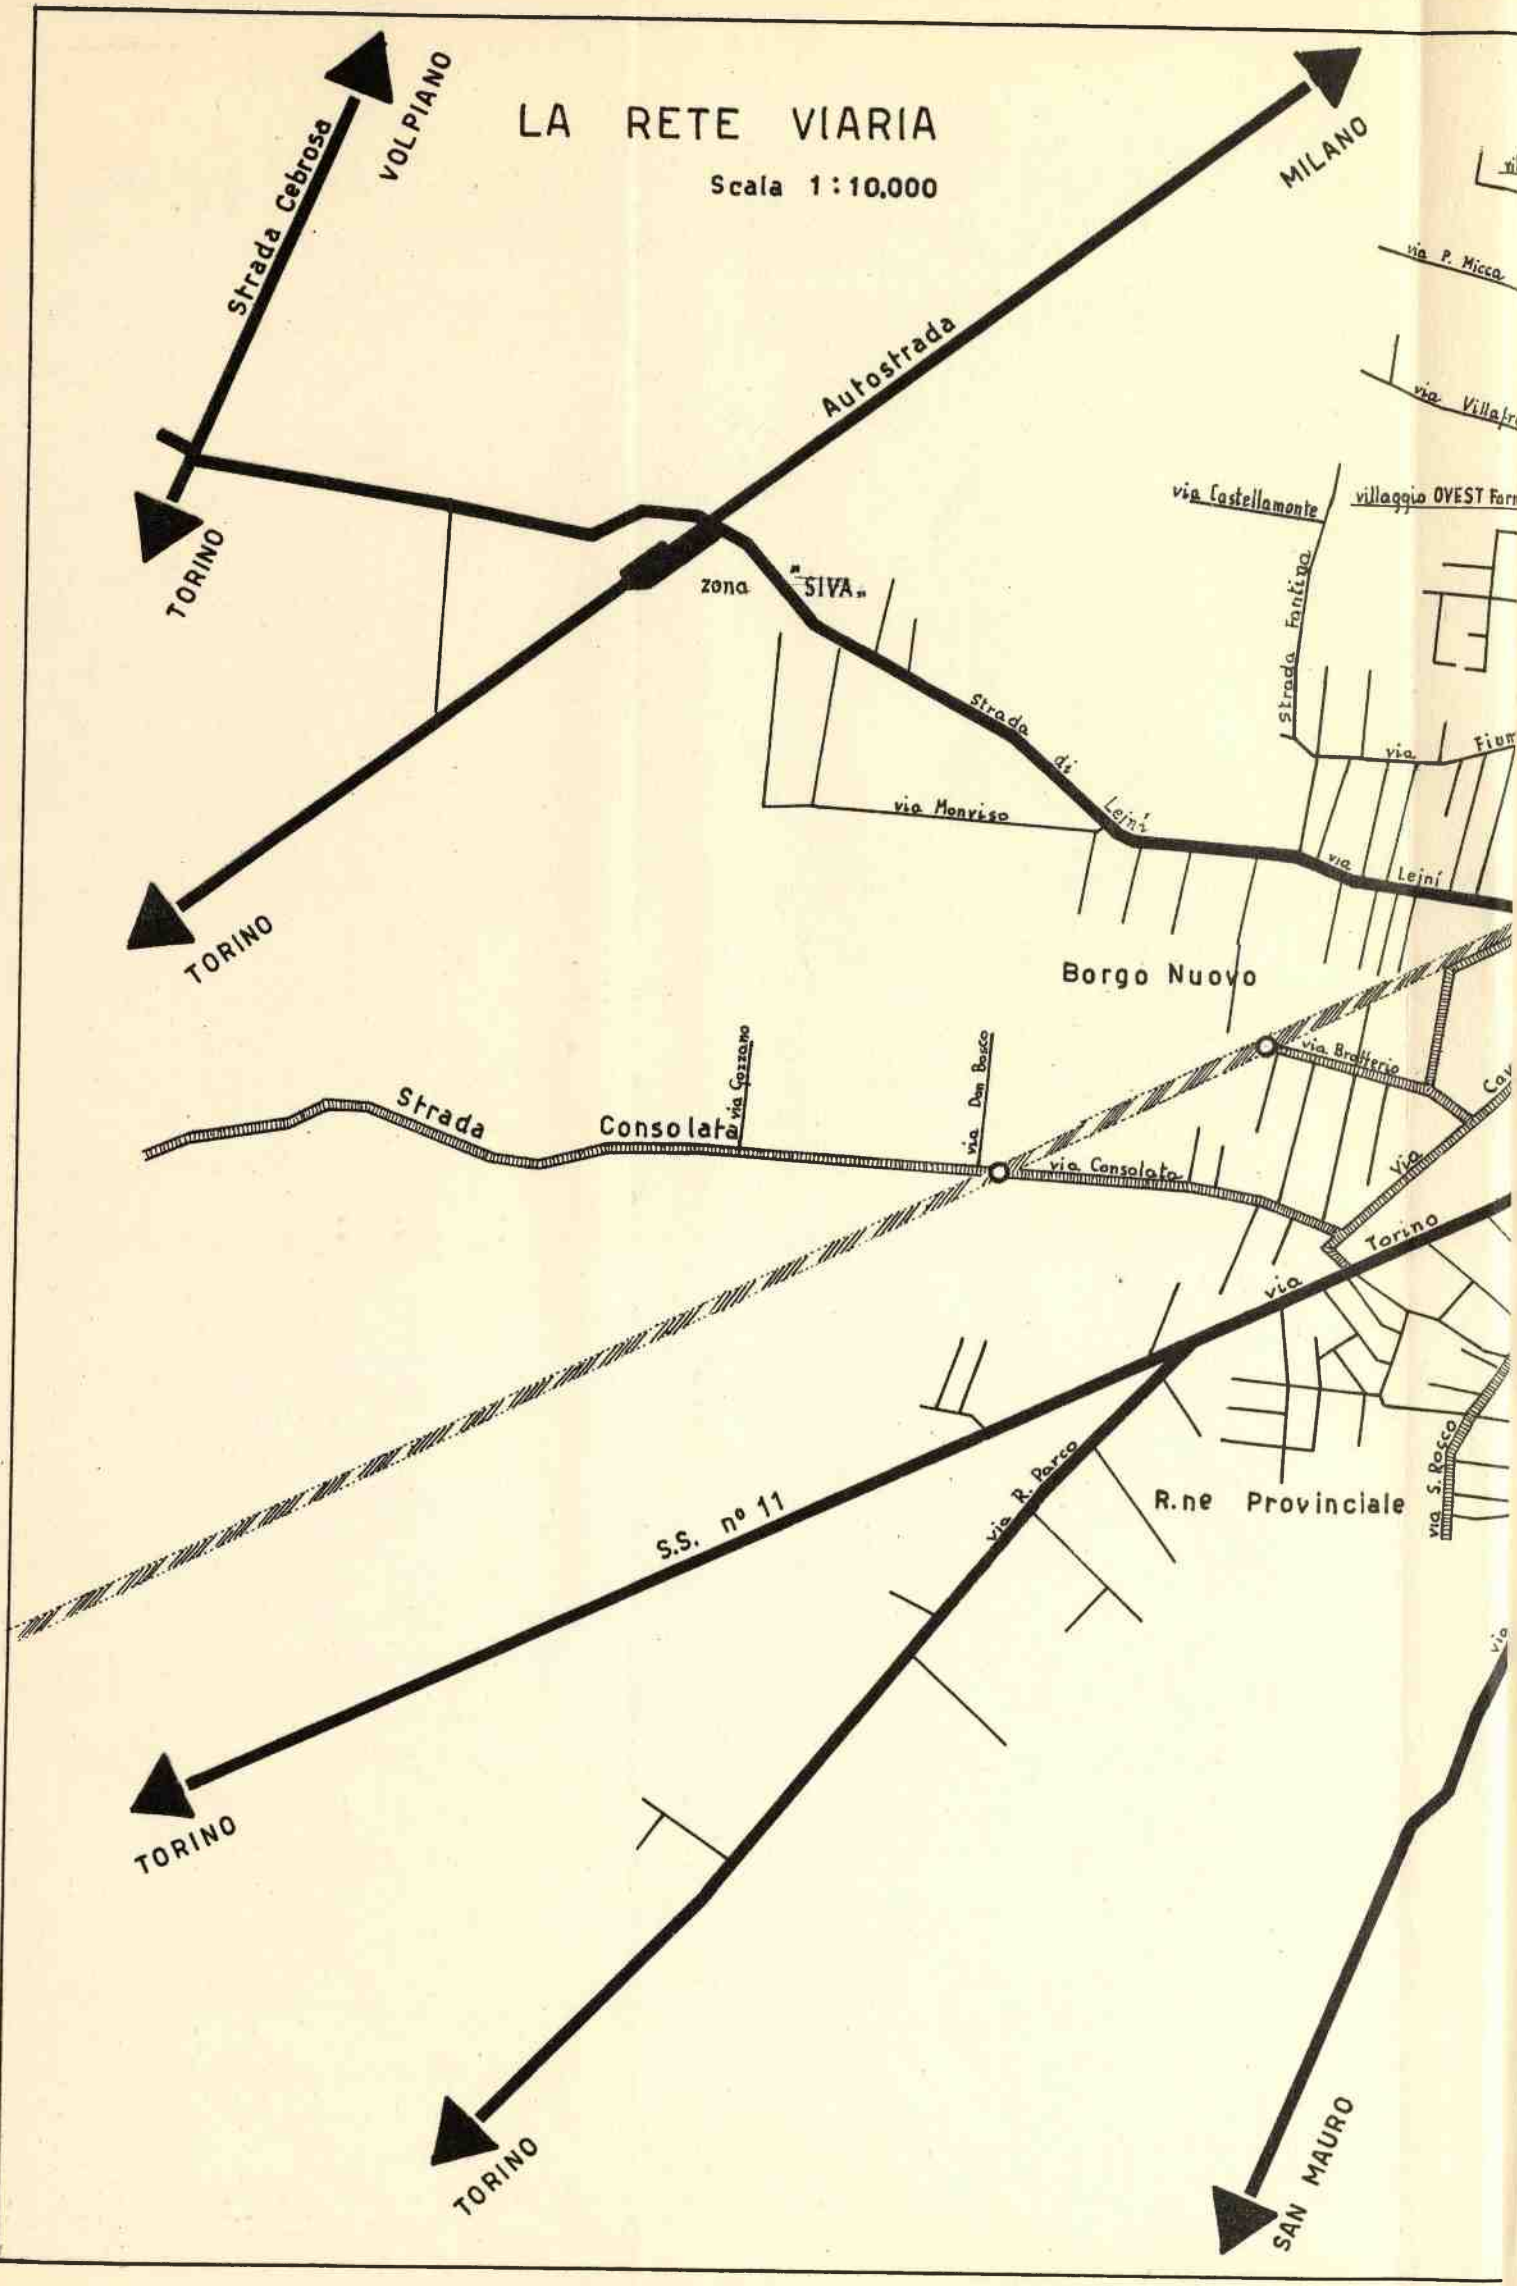 LA RETE VIARIA
Scala 1:10.000
VOLPIANO
Strada Cebrosa
MILANO
via P. Micca
Autostrada
via
via Castellamonte
villaggio OVEST
TORINO
zona "SIVA"
Strada Fantina
Strada di Lejnì
via
via Monviso
via Lejnì
TORINO
Borgo Nuovo
via Gozzano
via Don Bosco
via Brofferio
Strada Consolata
via Consolata
Via
via Torino
via R. Parco
R.ne Provinciale
via S. Rocco
S.S. nº 11
via
TORINO
TORINO
SAN MAURO